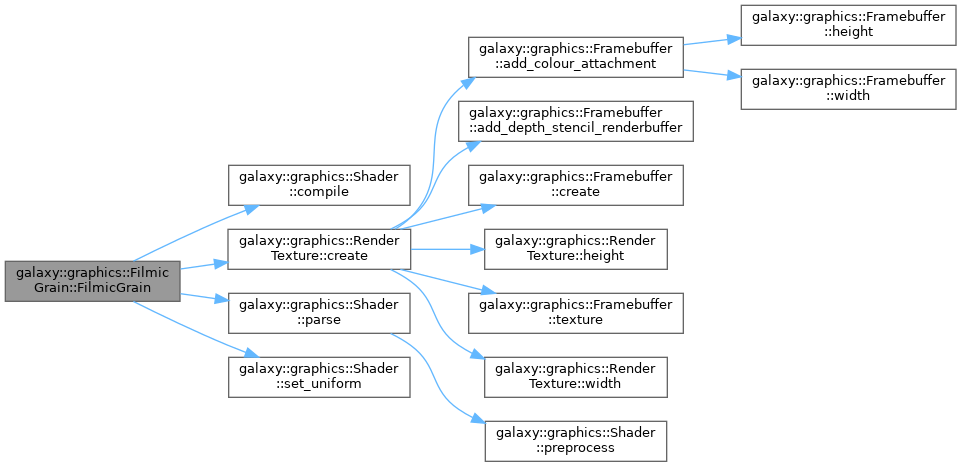 galaxy::graphics::Filmic
Grain::FilmicGrain
galaxy::graphics::Shader
::compile
galaxy::graphics::Render
Texture::create
galaxy::graphics::Shader
::parse
galaxy::graphics::Shader
::set_uniform
galaxy::graphics::Framebuffer
::add_colour_attachment
galaxy::graphics::Framebuffer
::add_depth_stencil_renderbuffer
galaxy::graphics::Framebuffer
::create
galaxy::graphics::Render
Texture::height
galaxy::graphics::Framebuffer
::texture
galaxy::graphics::Render
Texture::width
galaxy::graphics::Shader
::preprocess
galaxy::graphics::Framebuffer
::height
galaxy::graphics::Framebuffer
::width